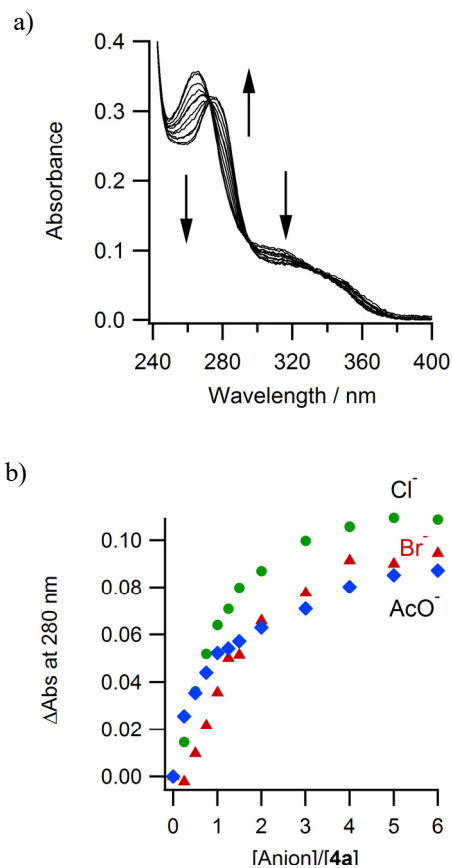 a)
0.4
0.3
0.2
0.1
0.0
Absorbance
240 280 320 360 400
Wavelength / nm
b)
Cl⁻
Br⁻
AcO⁻
0.10
0.08
0.06
0.04
0.02
0.00
ΔAbs at 280 nm
0 1 2 3 4 5 6
[Anion]/[4a]